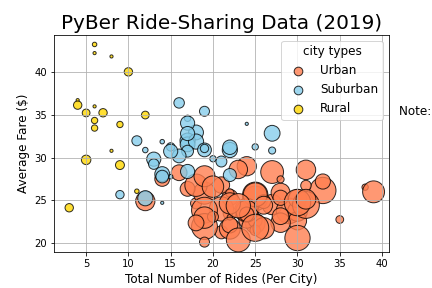 PyBer Ride-Sharing Data (2019)
city types
Urban
Suburban
Rural
Note:
Average Fare ($)
40
35
30
25
20
5
10
15
20
25
30
35
40
Total Number of Rides (Per City)